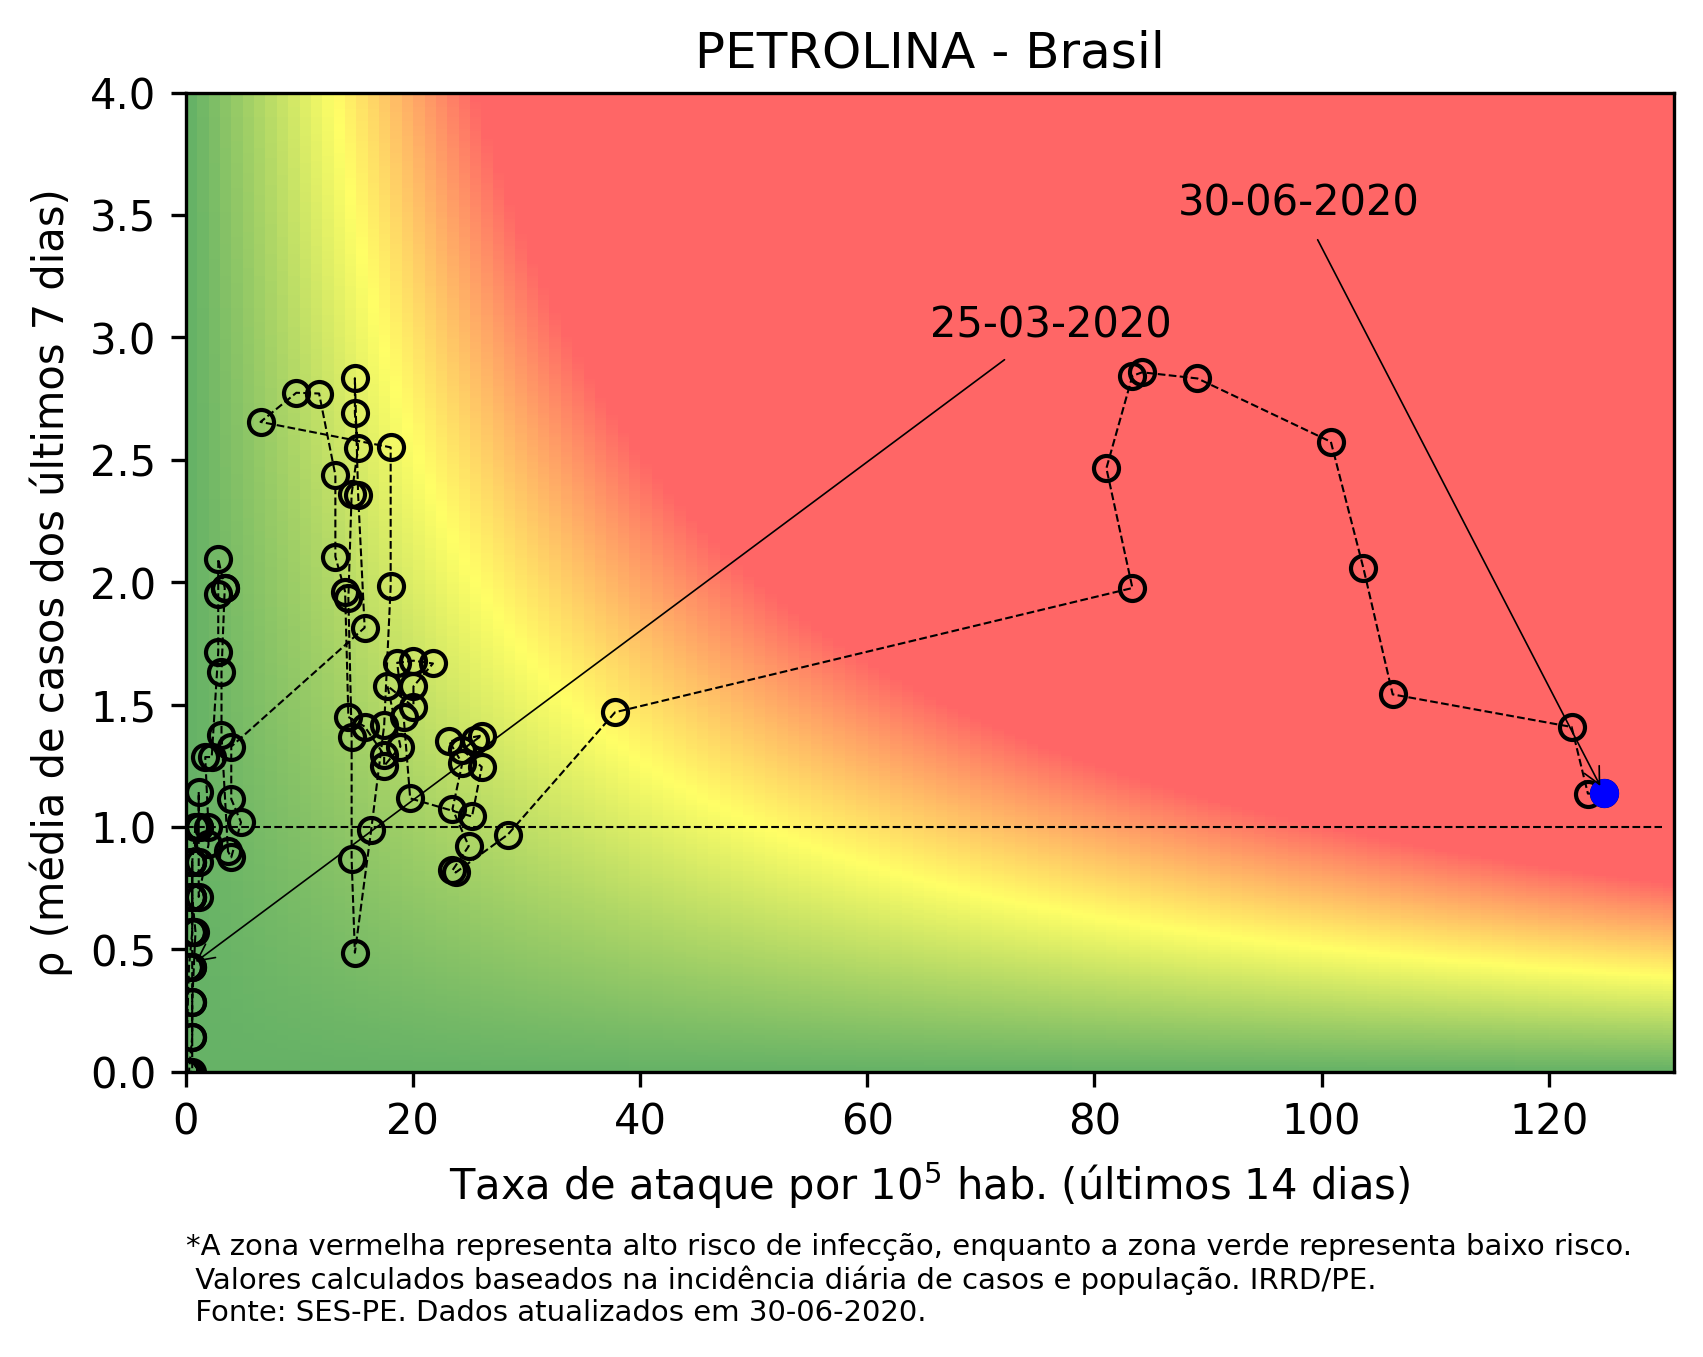 PETROLINA - Brasil
4.0
3.5
3.0
2.5
2.0
1.5
1.0
0.5
0.0
ρ (média de casos dos últimos 7 dias)
30-06-2020
25-03-2020
0 20 40 60 80 100 120
Taxa de ataque por 10⁵ hab. (últimos 14 dias)
*A zona vermelha representa alto risco de infecção, enquanto a zona verde representa baixo risco.
Valores calculados baseados na incidência diária de casos e população. IRRD/PE.
Fonte: SES-PE. Dados atualizados em 30-06-2020.